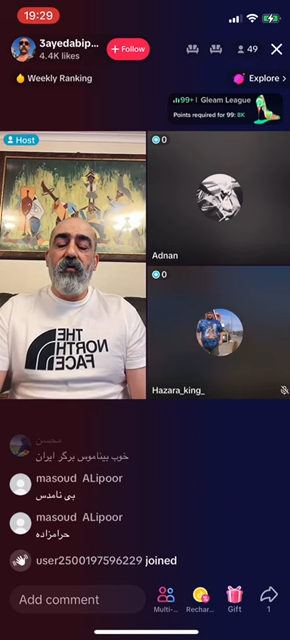 19:29
3ayedabip...
4.4K likes
+ Follow
49
Weekly Ranking
Explore >
99+ | Gleam League
Points required for 99: 8K
Host
THE
NORTH
FACE
0
Adnan
0
Hazara_king_
محسن
خوب بیناموس برگر ایران
masoud ALipoor
بی نامدس
masoud ALipoor
حرامزاده
user2500197596229 joined
Add comment
Multi-...
Rechar...
Gift
1